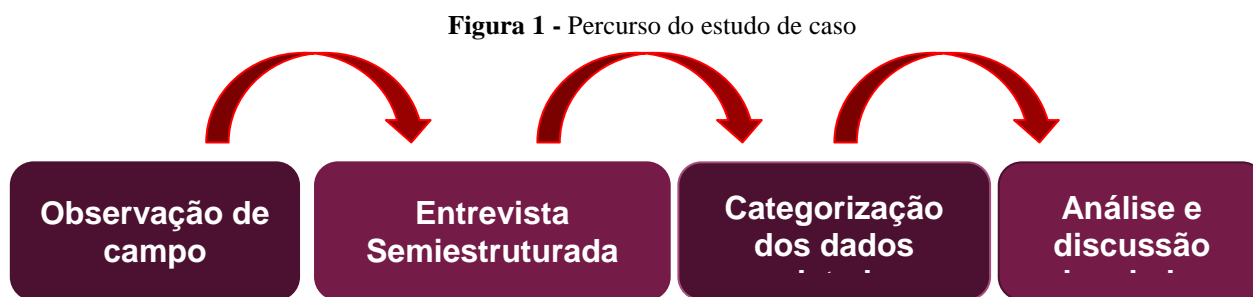 Figura 1 - Percurso do estudo de caso
Observação de
campo
Entrevista
Semiestruturada
Categorização
dos dados
Análise e
discussão